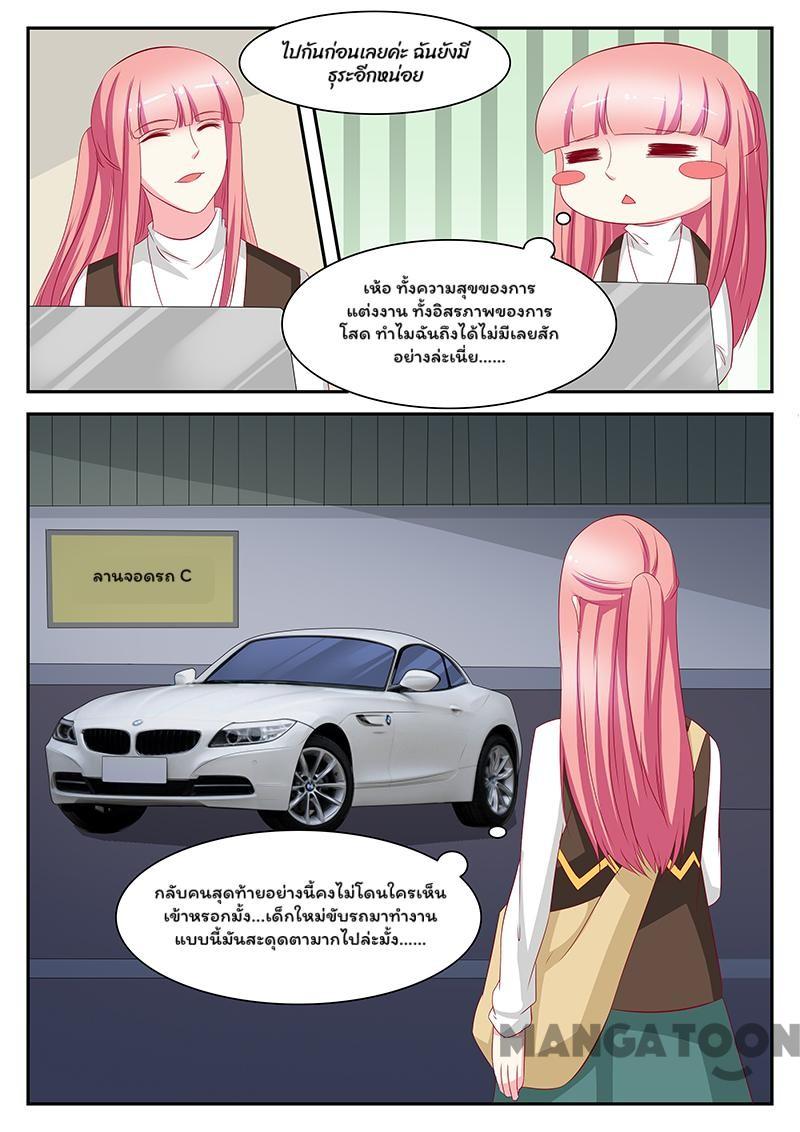 ไปกันก่อนเลยค่ะ ฉันยังมี
ธุระอีกหน่อย
เห้อ ทั้งความสุขของการ
แต่งงาน ทั้งอิสรภาพของการ
โสด ทำไมฉันถึงได้ไม่มีเลยสัก
อย่างล่ะเนี่ย......
ลานจอดรถ C
กลับคนสุดท้ายอย่างนี้คงไม่โดนใครเห็น
เข้าหรอกมั้ง...เด็กใหม่ขับรถมาทำงาน
แบบนี้มันสะดุดตามากไปล่ะมั้ง......
MANGATOON